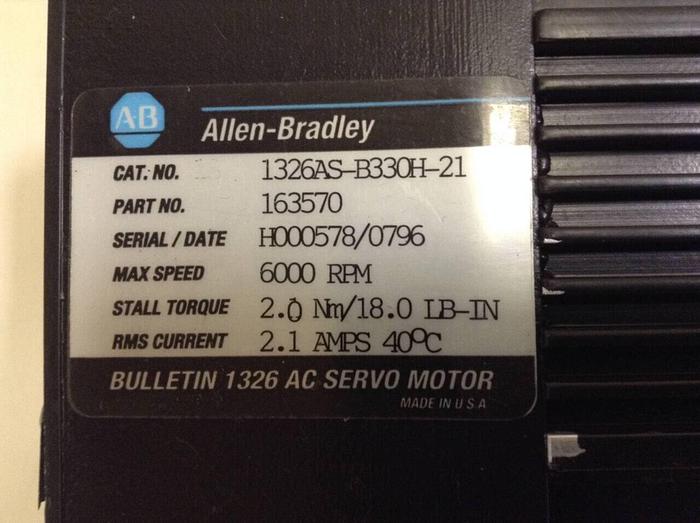 A-B
Allen-Bradley
CAT. NO. 1326AS-B330H-21
PART NO. 163570
SERIAL / DATE H000578/0796
MAX SPEED 6000 RPM
STALL TORQUE 2.0 Nm/18.0 LB-IN
RMS CURRENT 2.1 AMPS 40ºC
BULLETIN 1326 AC SERVO MOTOR
MADE IN U S A